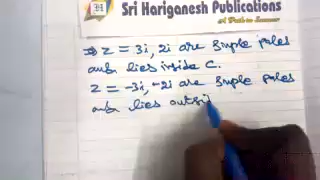 Sri Hariganesh Publications
A Path to Success
⇒ z = 3i, 2i are simple poles
and lies inside C.
z = -3i, -2i are simple poles
and lies outsi